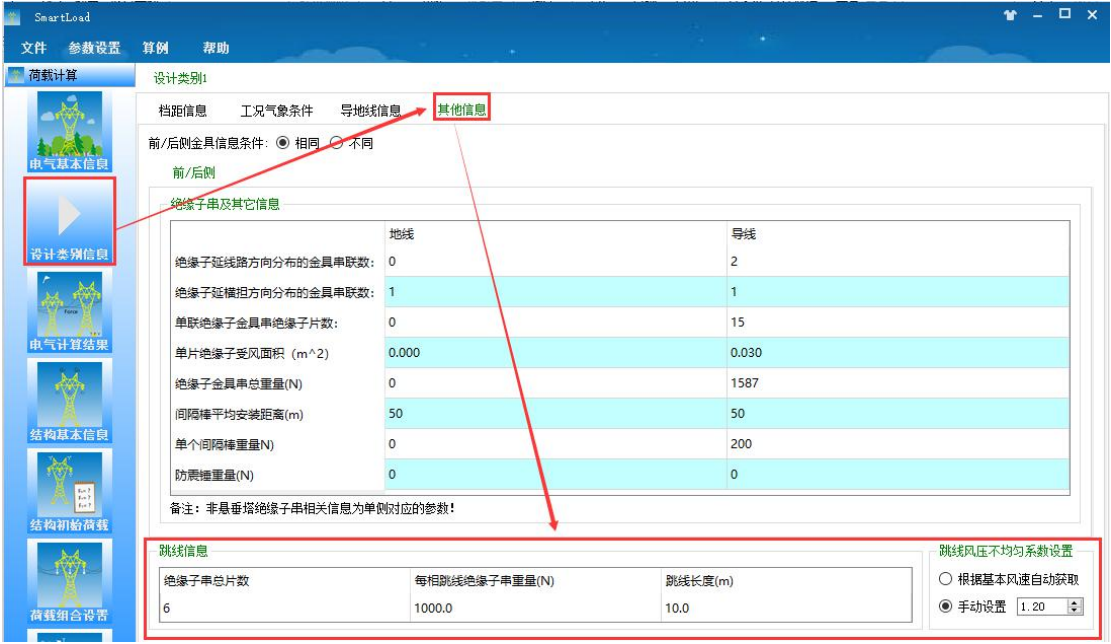 SmartLoad
文件 参数设置 算例 帮助
荷载计算
设计类别1
档距信息 工况气象条件 导地线信息 其他信息
前/后侧金具信息条件: 相同 不同
电气基本信息
前/后侧
绝缘子串及其它信息
地线 导线
设计类别信息
绝缘子延线路方向分布的金具串联数: 0 2
绝缘子延横担方向分布的金具串联数: 1 1
单联绝缘子金具串绝缘子片数: 0 15
电气计算结果
单片绝缘子受风面积 (m^2) 0.000 0.030
绝缘子金具串总重量(N) 0 1587
间隔棒平均安装距离(m) 50 50
结构基本信息
单个间隔棒重量N) 0 200
防震锤重量(N) 0 0
备注: 非悬垂塔绝缘子串相关信息为单侧对应的参数!
结构初始荷载
跳线信息 跳线风压不均匀系数设置
绝缘子串总片数 每相跳线绝缘子串重量(N) 跳线长度(m) 根据基本风速自动获取
6 1000.0 10.0 手动设置 1.20
荷载组合设置